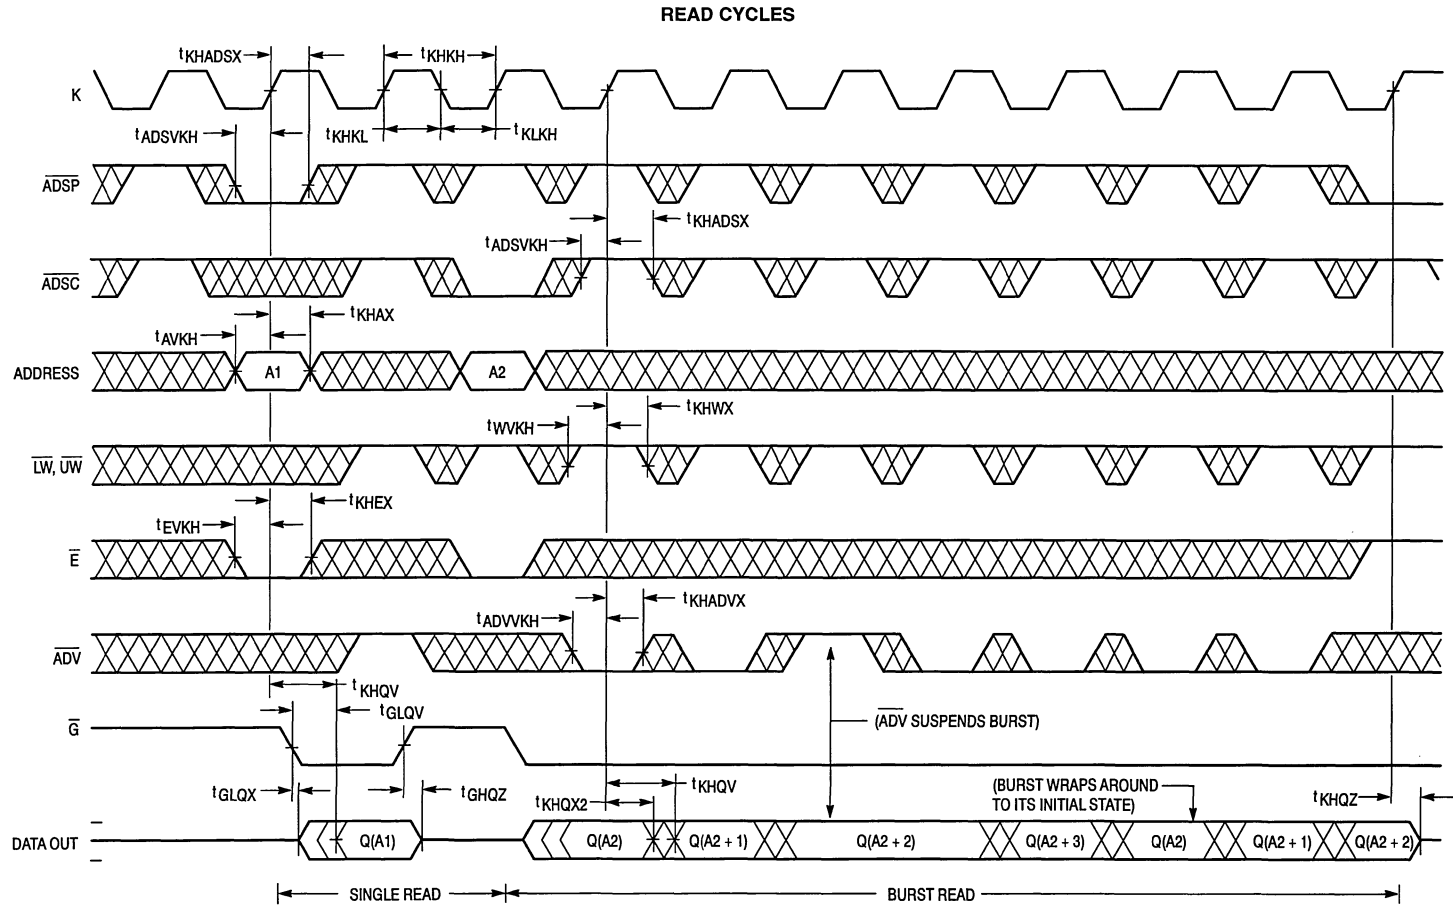 READ CYCLES
tKHADSX
tKHKH
K
tADSVKH
tKHKL
tKLKH
ADSP
tKHADSX
tADSVKH
ADSC
tKHAX
tAVKH
ADDRESS
A1
A2
tKHWX
tWVKH
LW, UW
tKHEX
tEVKH
E
tKHADVX
tADVVKH
ADV
tKHQV
tGLQV
G
(ADV SUSPENDS BURST)
tKHQV
(BURST WRAPS AROUND
TO ITS INITIAL STATE)
tGLQX
tGHQZ
tKHQX2
tKHQZ
DATA OUT
Q(A1)
Q(A2)
Q(A2 + 1)
Q(A2 + 2)
Q(A2 + 3)
Q(A2)
Q(A2 + 1)
Q(A2 + 2)
SINGLE READ
BURST READ